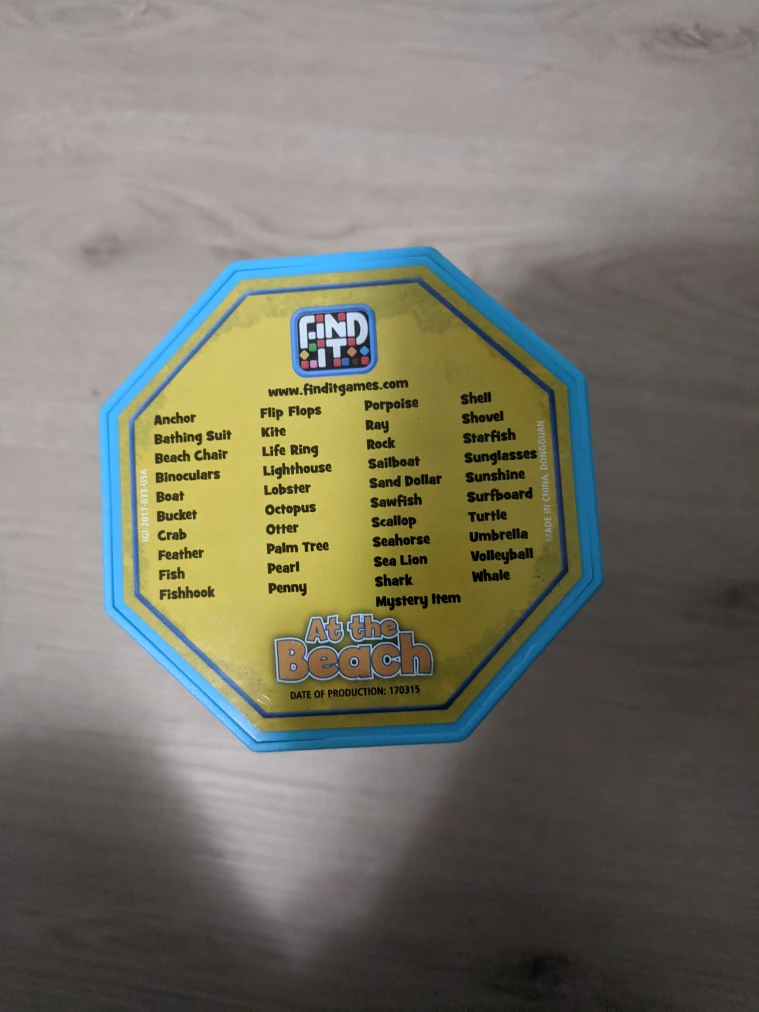 FiND
iT®
www.finditgames.com
Anchor
Bathing Suit
Beach Chair
Binoculars
Boat
Bucket
Crab
Feather
Fish
Fishhook
Flip Flops
Kite
Life Ring
Lighthouse
Lobster
Octopus
Otter
Palm Tree
Pearl
Penny
Porpoise
Ray
Rock
Sailboat
Sand Dollar
Sawfish
Scallop
Seahorse
Sea Lion
Shark
Mystery Item
Shell
Shovel
Starfish
Sunglasses
Sunshine
Surfboard
Turtle
Umbrella
Volleyball
Whale
IGI-2017-033-USA
MADE IN CHINA, DONGGUAN
At the
Beach
DATE OF PRODUCTION: 170315